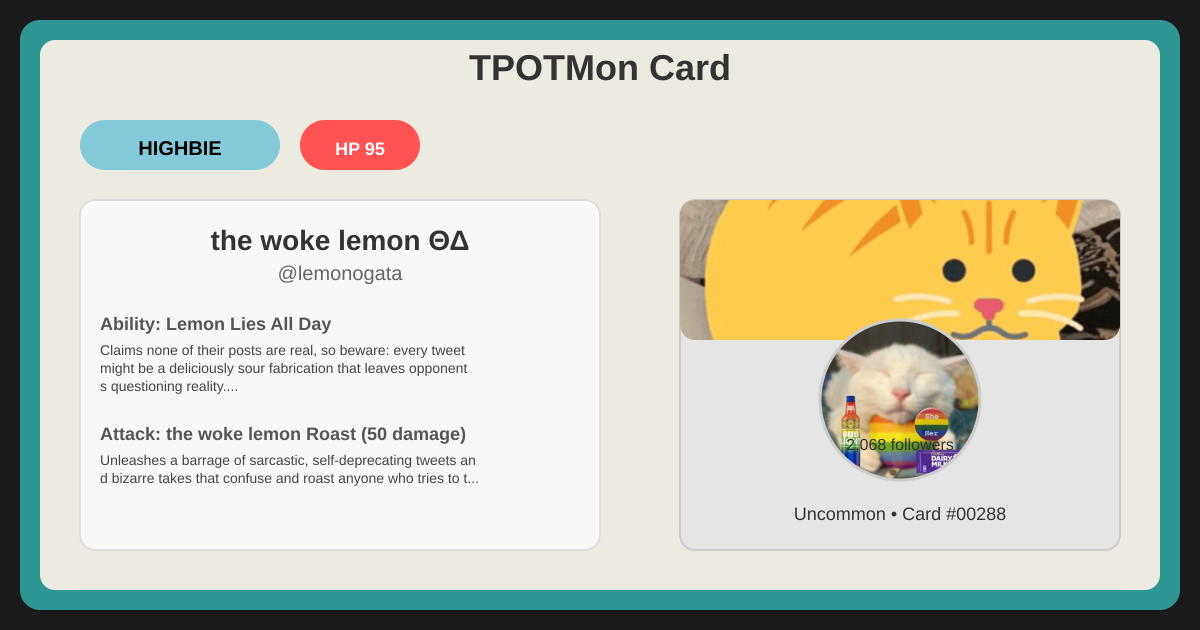 TPOTMon Card
HIGHBIE
HP 95
the woke lemon ΘΔ
@lemonogata
Ability: Lemon Lies All Day
Claims none of their posts are real, so beware: every tweet
might be a deliciously sour fabrication that leaves opponent
s questioning reality....
Attack: the woke lemon Roast (50 damage)
Unleashes a barrage of sarcastic, self-deprecating tweets an
d bizarre takes that confuse and roast anyone who tries to t...
She
Her
BUD
2,068 followers
DAIRY
MILK
Uncommon • Card #00288